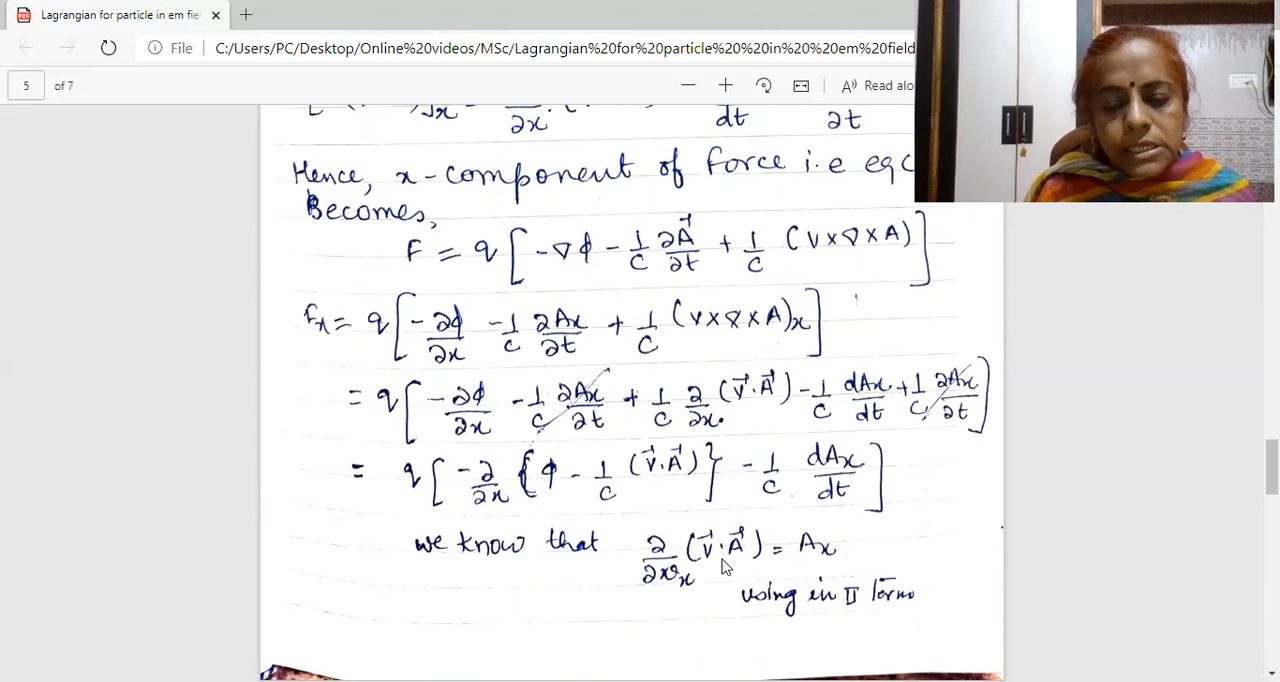 Lagrangian for particle in em fie
File
C:/Users/PC/Desktop/Online%20videos/MSc/Lagrangian%20for%20particle%20%20in%20%20em%20field
5 of 7
Read alo
∂x dt ∂t
Hence, x-component of force i.e eq
Becomes,
F = q [ -∇ϕ - 1/c ∂A⃗/∂t + 1/c (V×∇×A) ]
Fx = q [ -∂ϕ/∂x - 1/c ∂Ax/∂t + 1/c (V×∇×A)x ]
= q [ -∂ϕ/∂x - 1/c ∂Ax/∂t + 1/c ∂/∂x (V⃗.A⃗) - 1/c dAx/dt + 1/c ∂Ax/∂t ]
= q [ -∂/∂x { ϕ - 1/c (V⃗.A⃗) } - 1/c dAx/dt ]
we know that ∂/∂vx (V⃗.A⃗) = Ax
using in II term